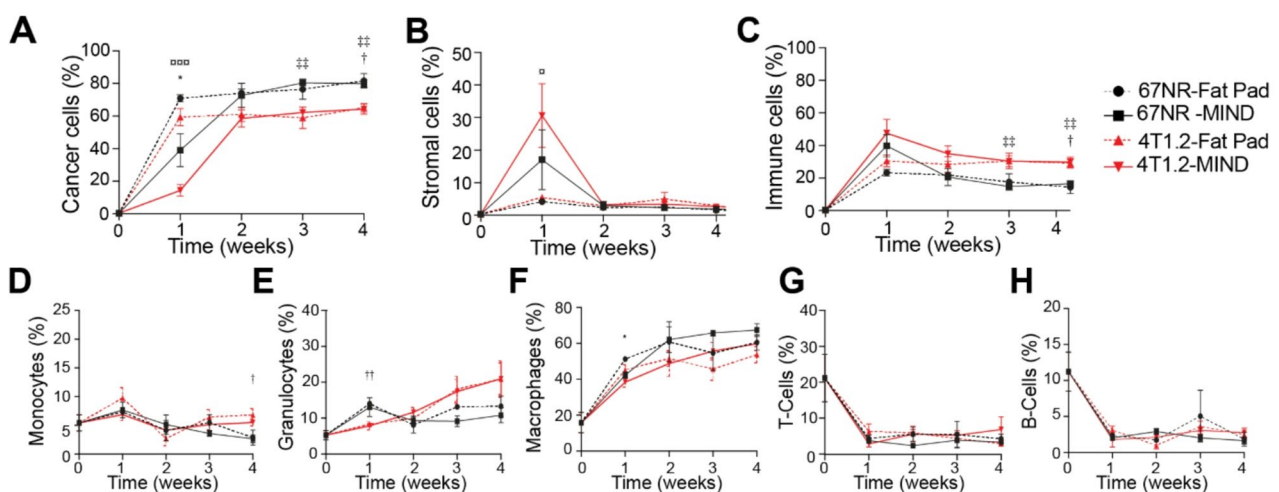 A
Cancer cells (%)
100
80
60
40
20
0
¤¤¤
*
‡‡
‡‡
†
0 1 2 3 4
Time (weeks)
B
Stromal cells (%)
50
40
30
20
10
0
¤
0 1 2 3 4
Time (weeks)
C
Immune cells (%)
100
80
60
40
20
0
‡‡
‡‡
†
0 1 2 3 4
Time (weeks)
67NR-Fat Pad
67NR -MIND
4T1.2-Fat Pad
4T1.2-MIND
D
Monocytes (%)
25
20
15
10
5
0
†
0 1 2 3 4
Time (weeks)
E
Granulocytes (%)
40
30
20
10
0
††
0 1 2 3 4
Time (weeks)
F
Macrophages (%)
80
60
40
20
0
*
0 1 2 3 4
Time (weeks)
G
T-Cells (%)
40
30
20
10
0
0 1 2 3 4
Time (weeks)
H
B-Cells (%)
20
15
10
5
0
0 1 2 3 4
Time (weeks)